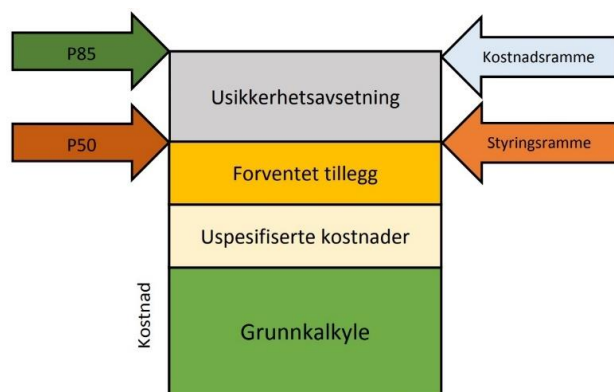 P85
Kostnadsramme
Usikkerhetsavsetning
P50
Styringsramme
Forventet tillegg
Uspesifiserte kostnader
Kostnad
Grunnkalkyle